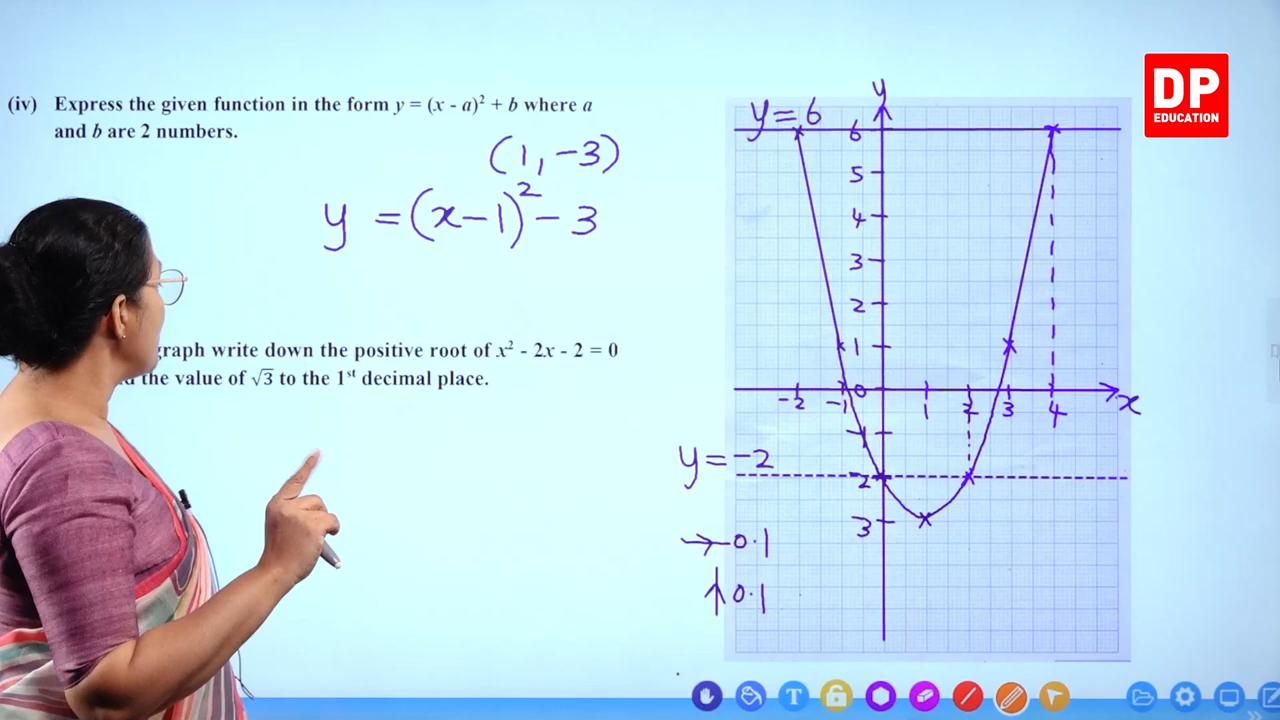 (iv) Express the given function in the form y = (x - a)² + b where a
and b are 2 numbers.
(1, -3)
y = (x-1)² - 3
graph write down the positive root of x² - 2x - 2 = 0
the value of √3 to the 1ˢᵗ decimal place.
DP
EDUCATION
y
y = 6
6
5
4
3
2
1
0
-2
-1
1
2
3
4
x
-1
y = -2
-2
3
→ 0.1
↑ 0.1
T